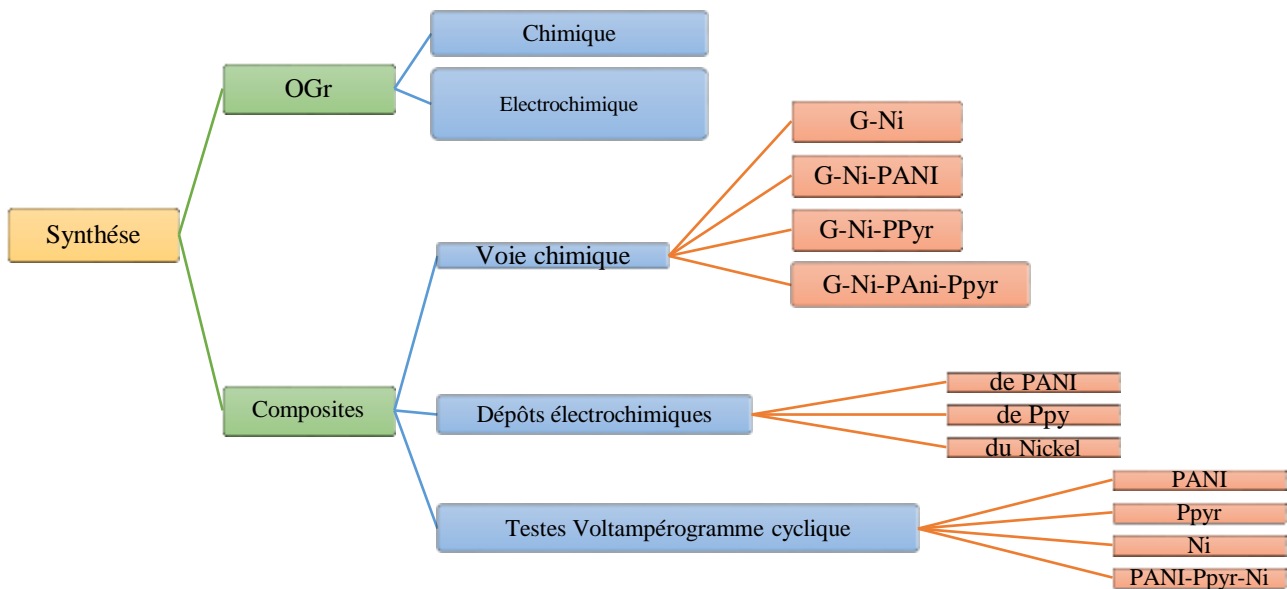 Synthése
OGr
Chimique
Electrochimique
Composites
Voie chimique
G-Ni
G-Ni-PANI
G-Ni-PPyr
G-Ni-PAni-Ppyr
Dépôts électrochimiques
de PANI
de Ppy
du Nickel
Testes Voltampérogramme cyclique
PANI
Ppyr
Ni
PANI-Ppyr-Ni